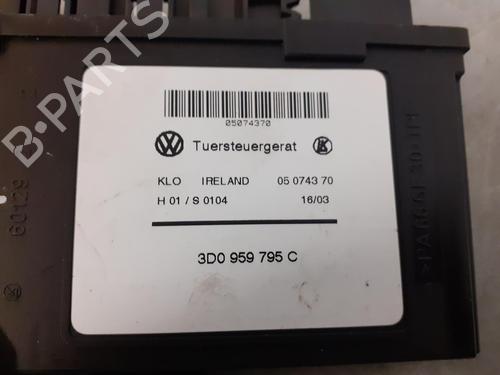 05074370
Tuersteuergerat
KLO IRELAND 05 0743 70
H 01 / S 0104 16/03
3D0 959 795 C
60129
B-PARTS